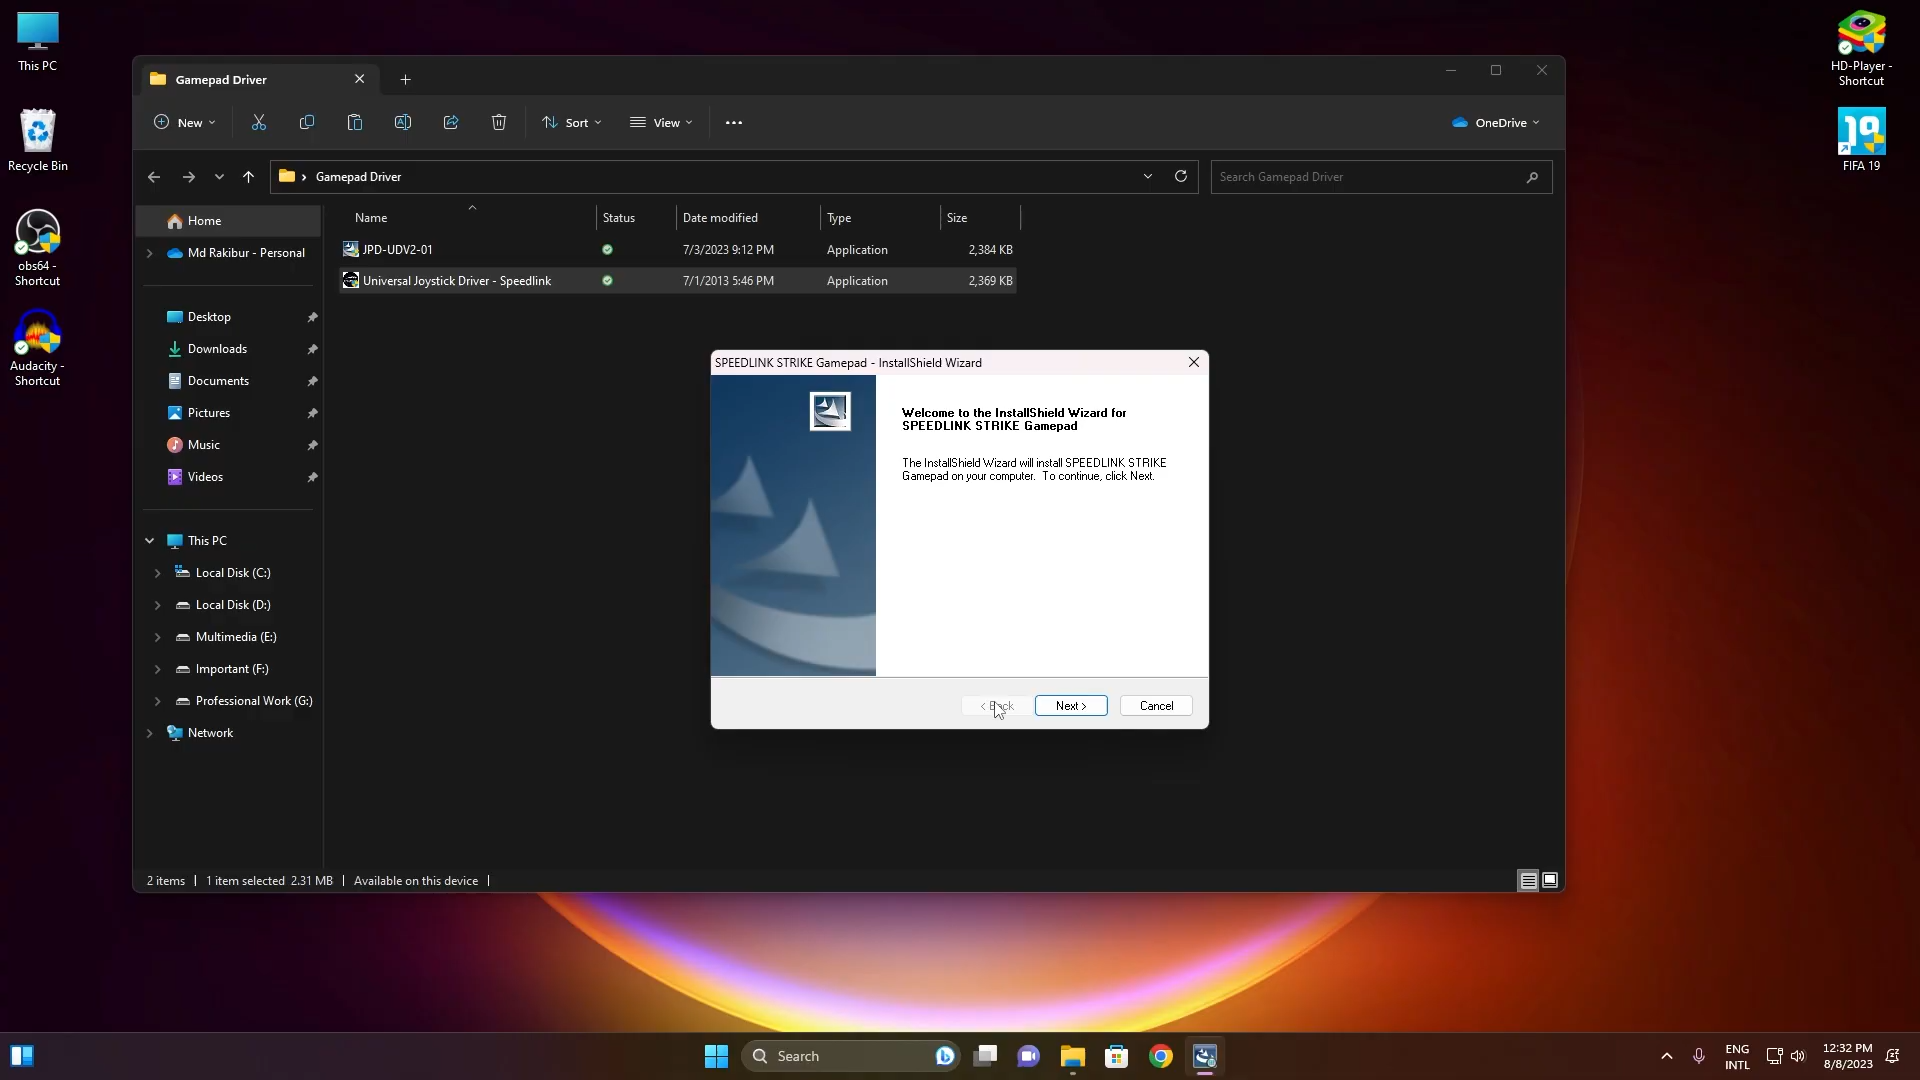 This PC
Recycle Bin
obs64 -
Shortcut
Audacity -
Shortcut
HD-Player -
Shortcut
19
FIFA 19
Gamepad Driver
New
Sort
View
OneDrive
Gamepad Driver
Search Gamepad Driver
Home
Md Rakibur - Personal
Desktop
Downloads
Documents
Pictures
Music
Videos
This PC
Local Disk (C:)
Local Disk (D:)
Multimedia (E:)
Important (F:)
Professional Work (G:)
Network
Name Status Date modified Type Size
JPD-UDV2-01 7/3/2023 9:12 PM Application 2,384 KB
Universal Joystick Driver - Speedlink 7/1/2013 5:46 PM Application 2,369 KB
SPEEDLINK STRIKE Gamepad - InstallShield Wizard
Welcome to the InstallShield Wizard for
SPEEDLINK STRIKE Gamepad
The InstallShield Wizard will install SPEEDLINK STRIKE
Gamepad on your computer. To continue, click Next.
< Back Next > Cancel
2 items 1 item selected 2.31 MB Available on this device
Search
ENG
INTL
12:32 PM
8/8/2023